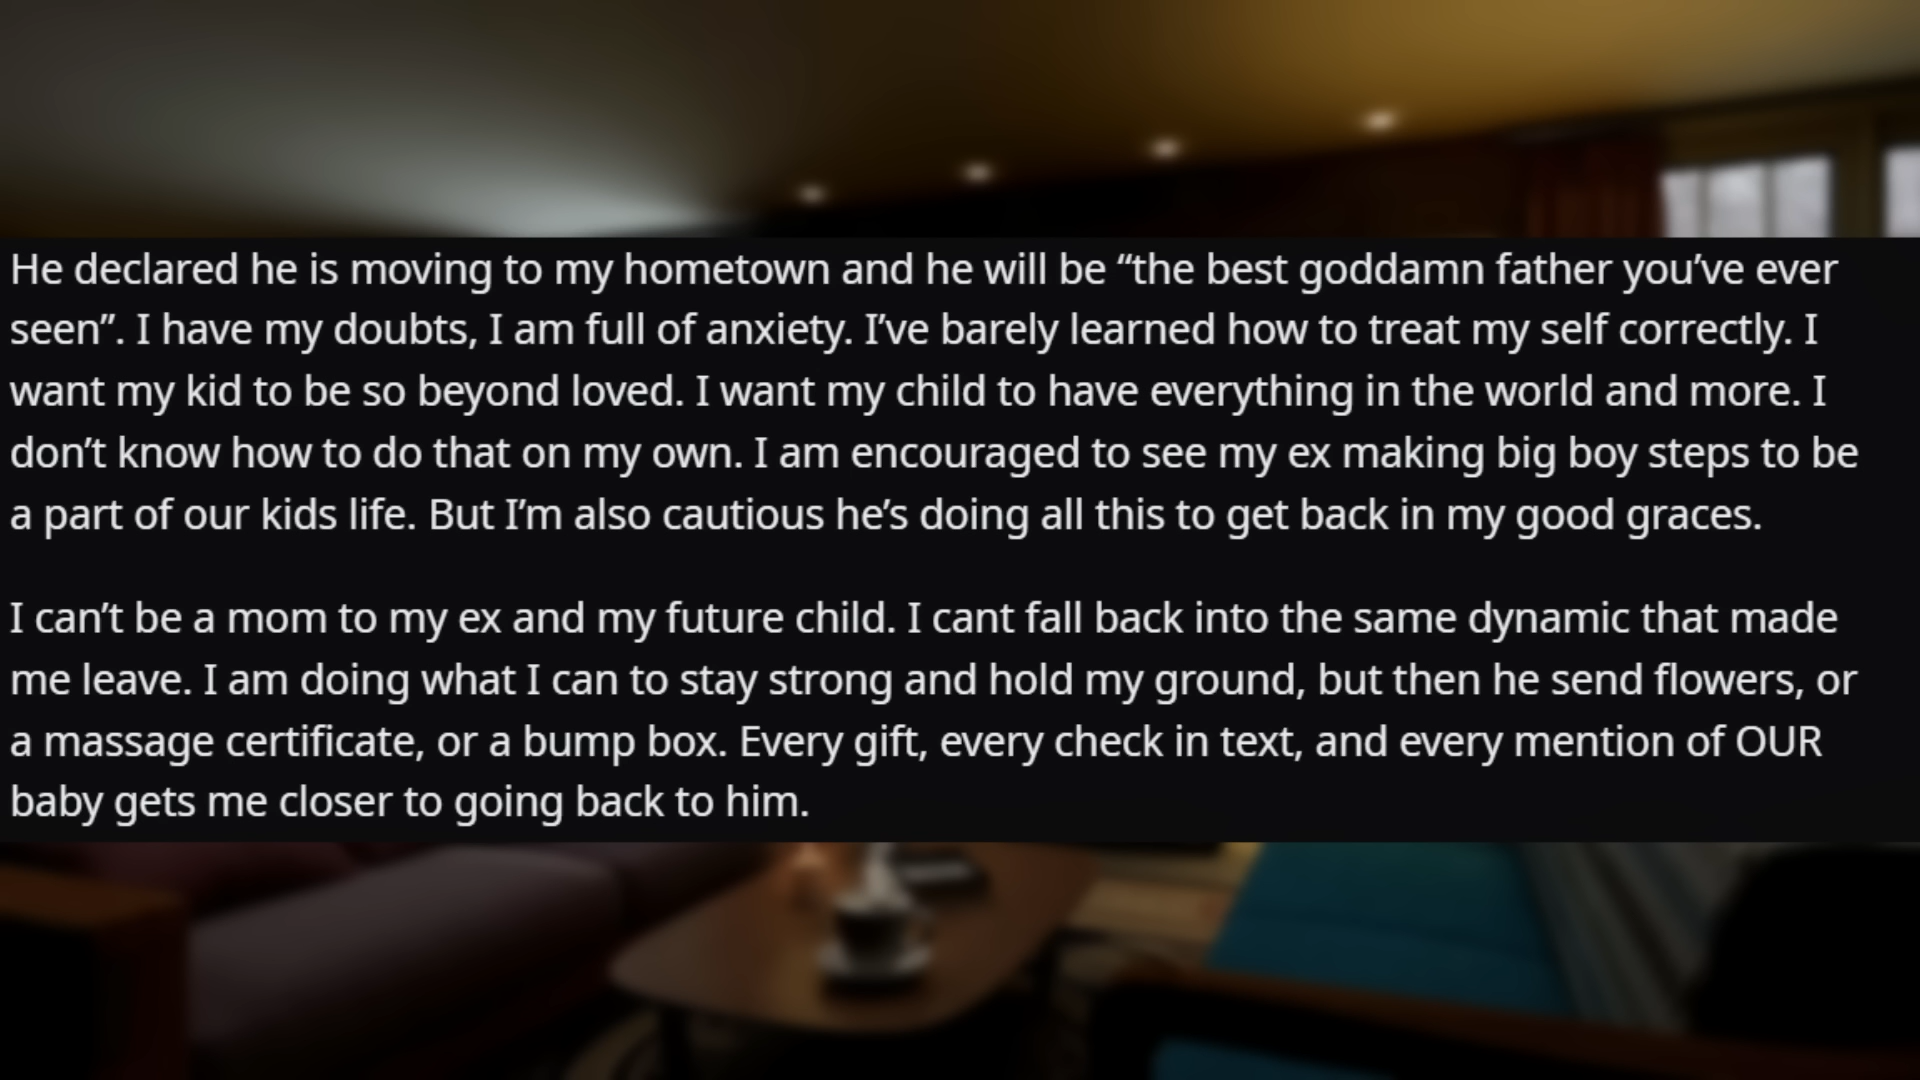 He declared he is moving to my hometown and he will be “the best goddamn father you’ve ever
seen”. I have my doubts, I am full of anxiety. I’ve barely learned how to treat my self correctly. I
want my kid to be so beyond loved. I want my child to have everything in the world and more. I
don’t know how to do that on my own. I am encouraged to see my ex making big boy steps to be
a part of our kids life. But I’m also cautious he’s doing all this to get back in my good graces.
I can’t be a mom to my ex and my future child. I cant fall back into the same dynamic that made
me leave. I am doing what I can to stay strong and hold my ground, but then he send flowers, or
a massage certificate, or a bump box. Every gift, every check in text, and every mention of OUR
baby gets me closer to going back to him.